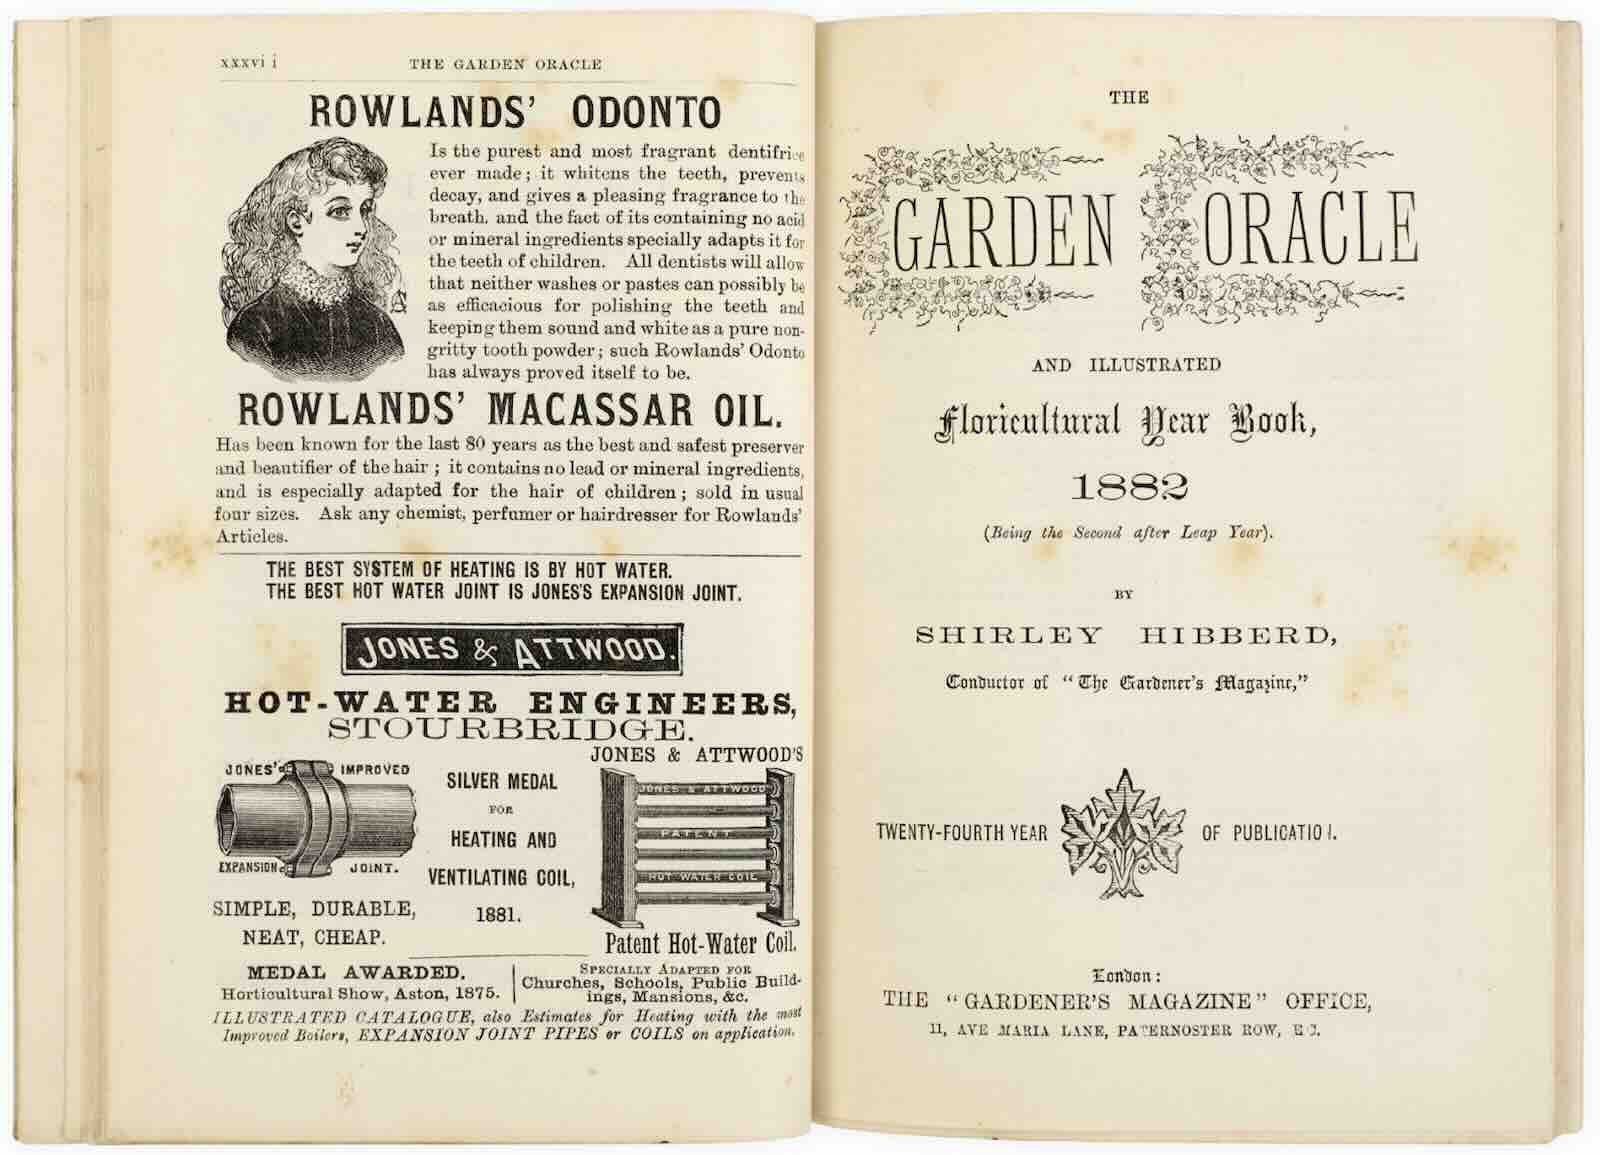 xxxvi i
THE GARDEN ORACLE
ROWLANDS' ODONTO
Is the purest and most fragrant dentifrice
ever made; it whitens the teeth, prevents
decay, and gives a pleasing fragrance to the
breath. and the fact of its containing no acid
or mineral ingredients specially adapts it for
the teeth of children. All dentists will allow
that neither washes or pastes can possibly be
as efficacious for polishing the teeth and
keeping them sound and white as a pure non-
gritty tooth powder; such Rowlands' Odonto
has always proved itself to be.
ROWLANDS' MACASSAR OIL.
Has been known for the last 80 years as the best and safest preserver
and beautifier of the hair; it contains no lead or mineral ingredients,
and is especially adapted for the hair of children; sold in usual
four sizes. Ask any chemist, perfumer or hairdresser for Rowlands'
Articles.
THE BEST SYSTEM OF HEATING IS BY HOT WATER.
THE BEST HOT WATER JOINT IS JONES'S EXPANSION JOINT.
JONES & ATTWOOD.
HOT-WATER ENGINEERS,
STOURBRIDGE.
JONES' IMPROVED
EXPANSION JOINT.
SIMPLE, DURABLE,
NEAT, CHEAP.
SILVER MEDAL
FOR
HEATING AND
VENTILATING COIL,
1881.
JONES & ATTWOOD'S
JONES & ATTWOOD
PATENT
HOT WATER COIL
Patent Hot-Water Coil.
MEDAL AWARDED.
Horticultural Show, Aston, 1875.
SPECIALLY ADAPTED FOR
Churches, Schools, Public Build-
ings, Mansions, &c.
ILLUSTRATED CATALOGUE, also Estimates for Heating with the most
Improved Boilers, EXPANSION JOINT PIPES or COILS on application.
THE
GARDEN ORACLE
AND ILLUSTRATED
Floricultural Year Book,
1882
(Being the Second after Leap Year).
BY
SHIRLEY HIBBERD,
Conductor of "The Gardener's Magazine,"
TWENTY-FOURTH YEAR OF PUBLICATION.
London:
THE "GARDENER'S MAGAZINE" OFFICE,
11, AVE MARIA LANE, PATERNOSTER ROW, E.C.